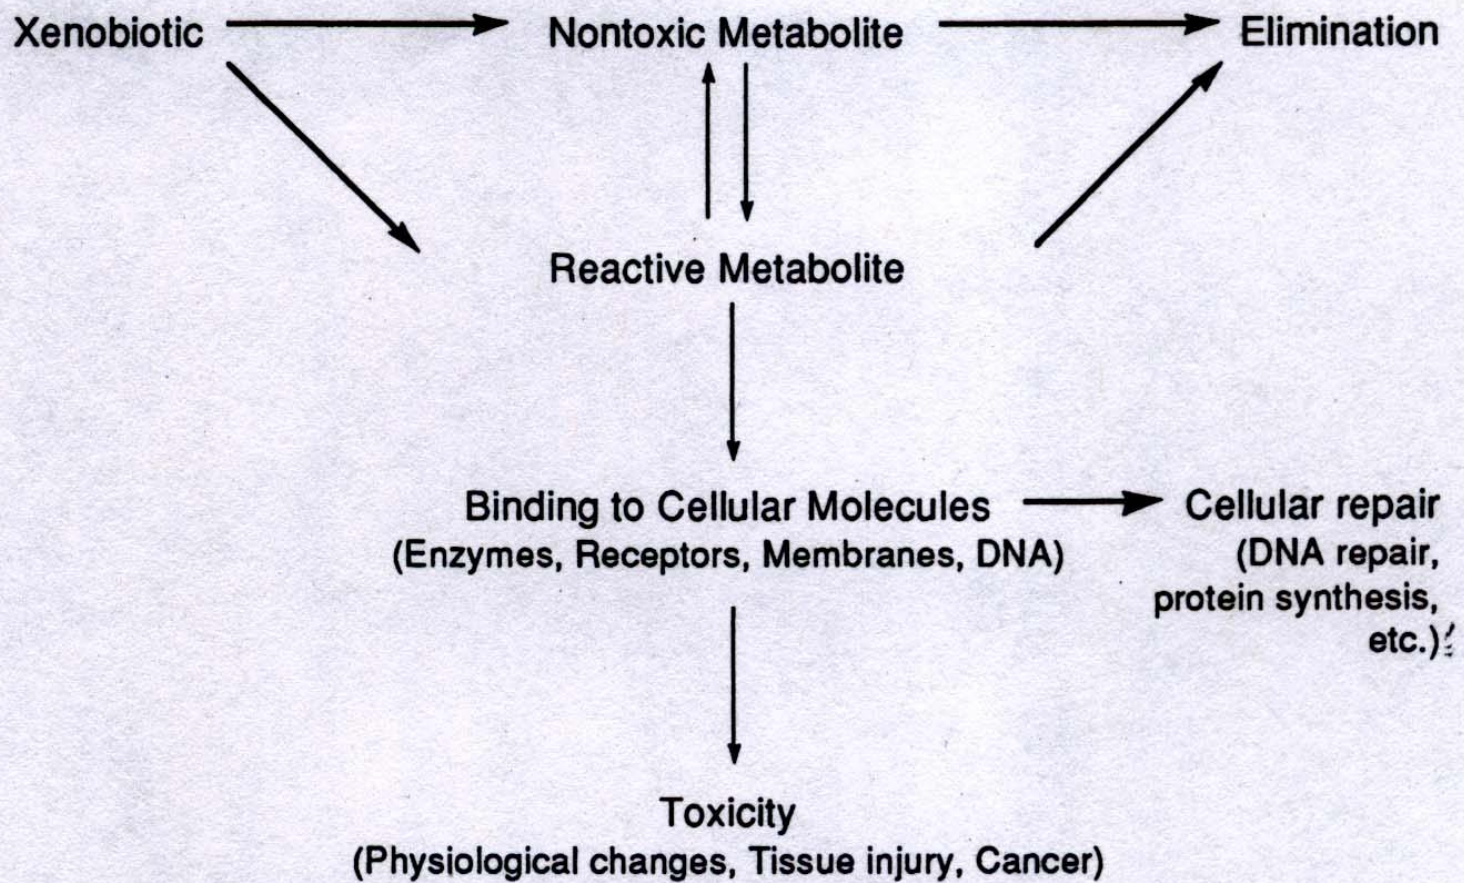 Xenobiotic
Nontoxic Metabolite
Elimination
Reactive Metabolite
Binding to Cellular Molecules
(Enzymes, Receptors, Membranes, DNA)
Cellular repair
(DNA repair,
protein synthesis,
etc.)
Toxicity
(Physiological changes, Tissue injury, Cancer)